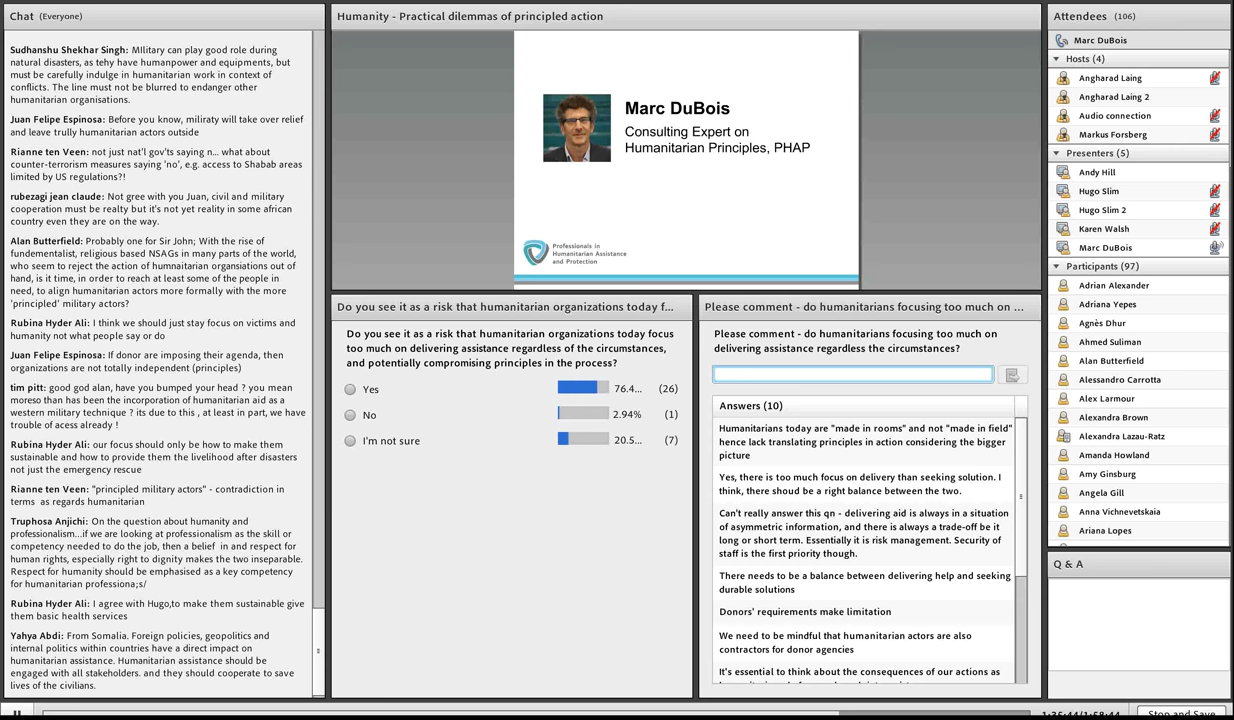 Chat (Everyone)
Sudhanshu Shekhar Singh: MIlitary can play good role during
natural disasters, as tehy have humanpower and equipments, but
must be carefully indulge in humanitarian work in context of
conflicts. The line must not be blurred to endanger other
humanitarian organisations.
Juan Felipe Espinosa: Before you know, miliraty will take over relief
and leave trully humanitarian actors outside
Rianne ten Veen: not just nat'l gov'ts saying n... what about
counter-terrorism measures saying 'no', e.g. access to Shabab areas
limited by US regulations?!
rubezagi jean claude: Not gree with you Juan, civil and military
cooperation must be realty but it's not yet reality in some african
country even they are on the way.
Alan Butterfield: Probably one for Sir John; With the rise of
fundementalist, religious based NSAGs in many parts of the world,
who seem to reject the action of humnaitarian orgainsations out of
hand, is it time, in order to reach at least some of the people in
need, to align humanitarian actors more formally with the more
'principled' military actors?
Rubina Hyder Ali: I think we should just stay focus on victims and
humanity not what people say or do
Juan Felipe Espinosa: If donor are imposing their agenda, then
organizations are not totally independent (principles)
tim pitt: good god alan, have you bumped your head ? you mean
moreso than has been the incorporation of humanitarian aid as a
western military technique ? its due to this , at least in part, we have
trouble of acess already !
Rubina Hyder Ali: our focus should only be how to make them
sustainable and how to provide them the livelihood after disasters
not just the emergency rescue
Rianne ten Veen: "principled military actors" - contradiction in
terms as regards humanitarian
Truphosa Anjichi: On the question about humanity and
professionalism...if we are looking at professionalism as the skill or
competency needed to do the job, then a belief in and respect for
human rights, especially right to dignity makes the two inseparable.
Respect for humanity should be emphasised as a key competency
for humanitarian professiona;s/
Rubina Hyder Ali: I agree with Hugo,to make them sustainable give
them basic health services
Yahya Abdi: From Somalia. Foreign policies, geopolitics and
internal politics within countries have a direct impact on
humanitarian assistance. Humanitarian assistance should be
engaged with all stakeholders. and they should cooperate to save
lives of the civilians.
Humanity - Practical dilemmas of principled action
Marc DuBois
Consulting Expert on
Humanitarian Principles, PHAP
Professionals in
Humanitarian Assistance
and Protection
Do you see it as a risk that humanitarian organizations today f...
Do you see it as a risk that humanitarian organizations today focus
too much on delivering assistance regardless of the circumstances,
and potentially compromising principles in the process?
Yes 76.4... (26)
No 2.94% (1)
I'm not sure 20.5... (7)
Please comment - do humanitarians focusing too much on ...
Please comment - do humanitarians focusing too much on
delivering assistance regardless the circumstances?
Answers (10)
Humanitarians today are "made in rooms" and not "made in field"
hence lack translating principles in action considering the bigger
picture
Yes, there is too much focus on delivery than seeking solution. I
think, there shoud be a right balance between the two.
Can't really answer this qn - delivering aid is always in a situation
of asymmetric information, and there is always a trade-off be it
long or short term. Essentially it is risk management. Security of
staff is the first priority though.
There needs to be a balance between delivering help and seeking
durable solutions
Donors' requirements make limitation
We need to be mindful that humanitarian actors are also
contractors for donor agencies
It's essential to think about the consequences of our actions as
Attendees (106)
Marc DuBois
Hosts (4)
Angharad Laing
Angharad Laing 2
Audio connection
Markus Forsberg
Presenters (5)
Andy Hill
Hugo Slim
Hugo Slim 2
Karen Walsh
Marc DuBois
Participants (97)
Adrian Alexander
Adriana Yepes
Agnès Dhur
Ahmed Suliman
Alan Butterfield
Alessandro Carrotta
Alex Larmour
Alexandra Brown
Alexandra Lazau-Ratz
Amanda Howland
Amy Ginsburg
Angela Gill
Anna Vichnevetskaia
Ariana Lopes
Q & A
1:35:44/1:58:44
Stop and Save